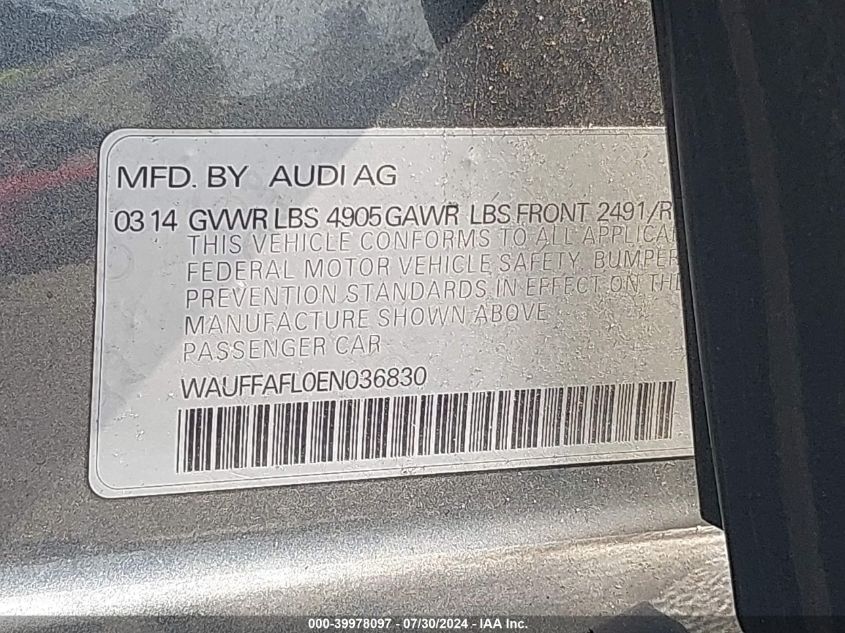 MFD. BY AUDI AG
03 14 GVWR LBS 4905 GAWR LBS FRONT 2491/R
THIS VEHICLE CONFORMS TO ALL APPLICA
FEDERAL MOTOR VEHICLE SAFETY, BUMPER
PREVENTION STANDARDS IN EFFECT ON THE
MANUFACTURE SHOWN ABOVE
PASSENGER CAR
WAUFFAFL0EN036830
000-39978097 - 07/30/2024 - IAA Inc.